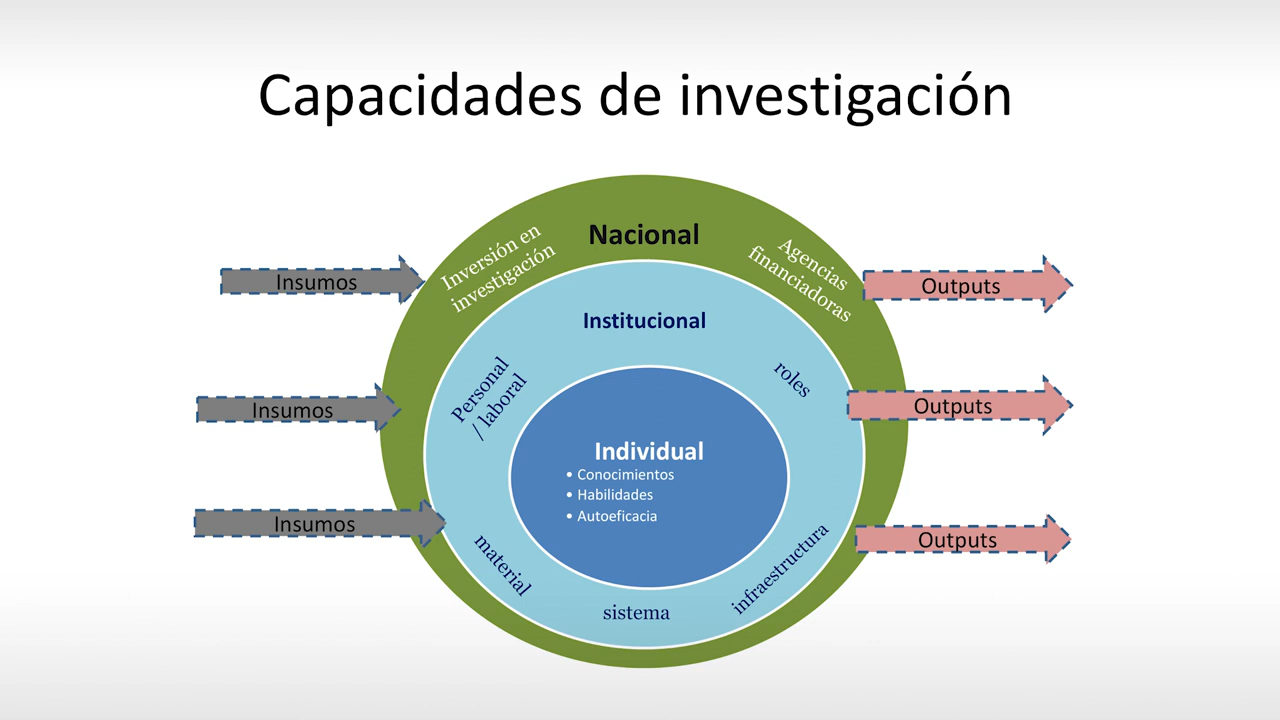 Capacidades de investigación
Nacional
Inversión en
investigación
Agencias
financiadoras
Insumos
Outputs
Institucional
Personal
/ laboral
roles
Insumos
Outputs
Individual
• Conocimientos
• Habilidades
• Autoeficacia
Insumos
Outputs
material
infraestructura
sistema